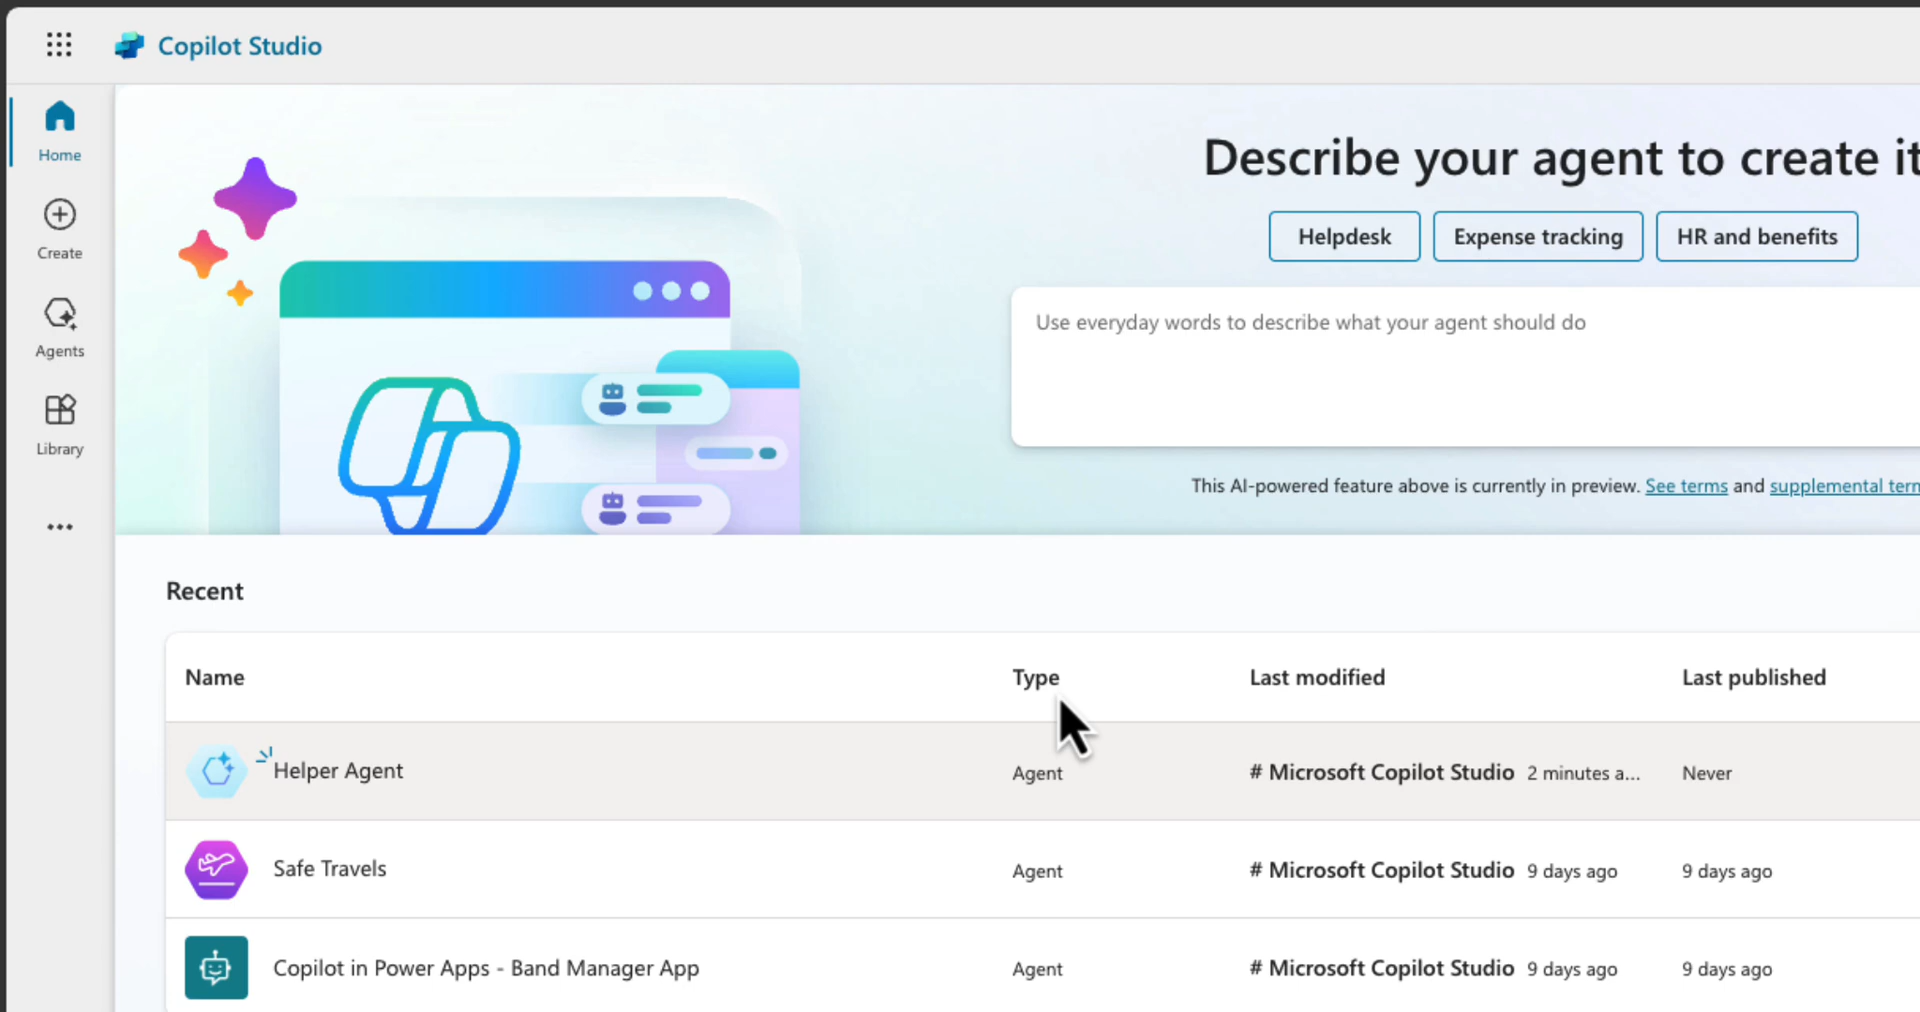 Copilot Studio
Home
Create
Agents
Library
Describe your agent to create it
Helpdesk
Expense tracking
HR and benefits
Use everyday words to describe what your agent should do
This AI-powered feature above is currently in preview. See terms and supplemental
Recent
Name Type Last modified Last published
Helper Agent Agent # Microsoft Copilot Studio 2 minutes a... Never
Safe Travels Agent # Microsoft Copilot Studio 9 days ago 9 days ago
Copilot in Power Apps - Band Manager App Agent # Microsoft Copilot Studio 9 days ago 9 days ago